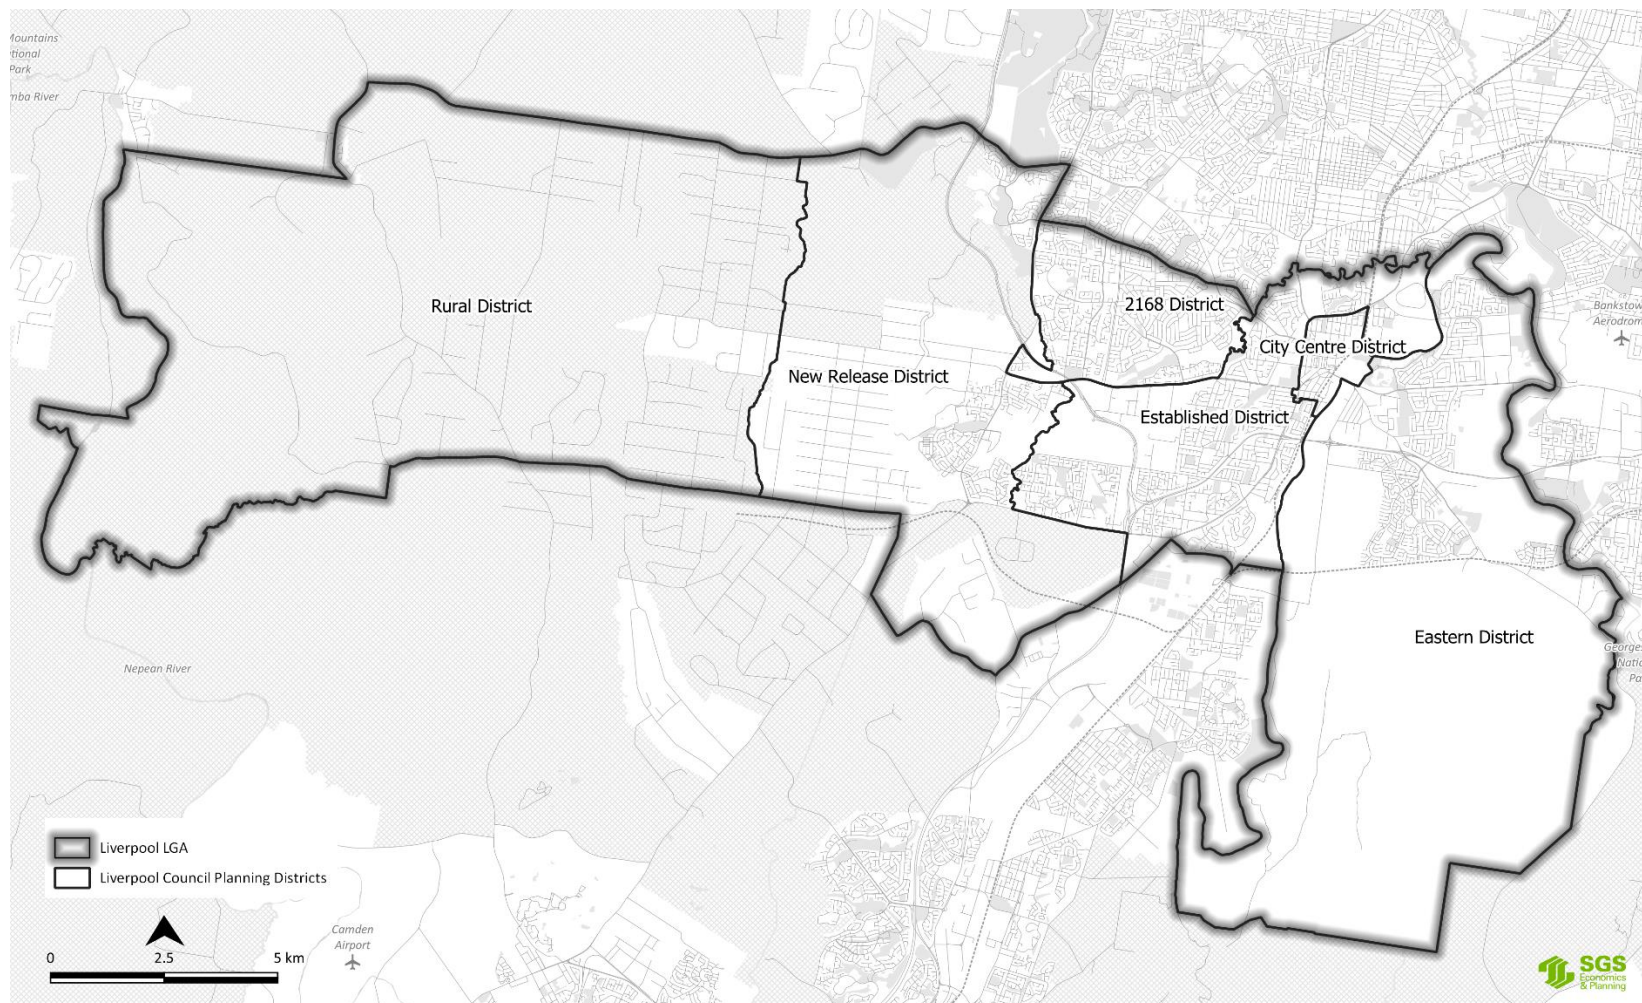 Mountains
tional
Park
mba River
Rural District
2168 District
Bankstow
Aerodrom
City Centre District
New Release District
Established District
Eastern District
Georges
Natio
Pa
Nepean River
Liverpool LGA
Liverpool Council Planning Districts
Camden
Airport
0
2.5
5 km
SGS
Economics
& Planning